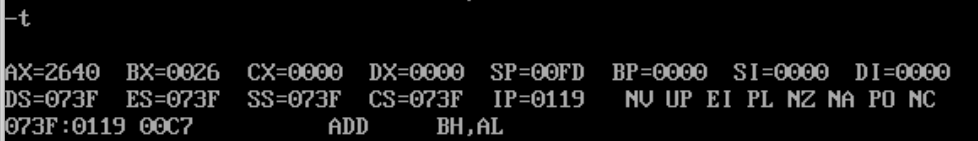 -t
AX=2640 BX=0026 CX=0000 DX=0000 SP=00FD BP=0000 SI=0000 DI=0000
DS=073F ES=073F SS=073F CS=073F IP=0119 NV UP EI PL NZ NA PO NC
073F:0119 00C7 ADD BH,AL